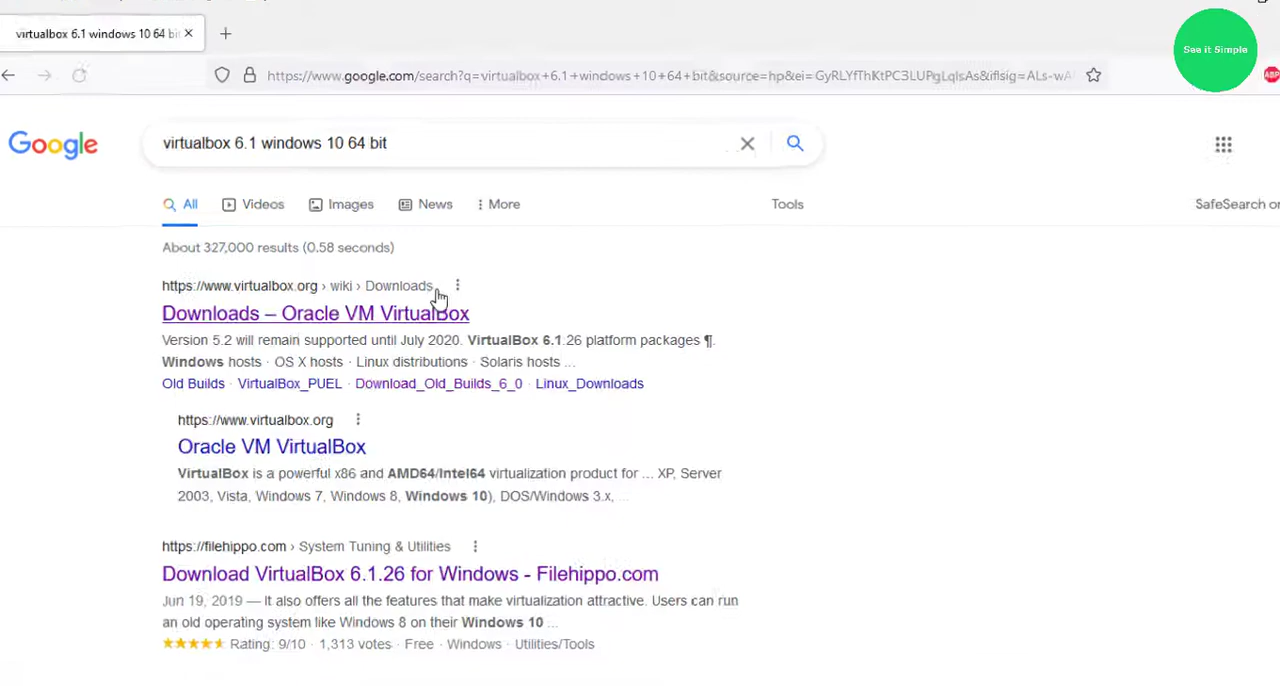 virtualbox 6.1 windows 10 64 bi
See it Simple
https://www.google.com/search?q=virtualbox+6.1+windows+10+64+bit&source=hp&ei=
ABP
Google
virtualbox 6.1 windows 10 64 bit
All Videos Images News More Tools SafeSearch on
About 327,000 results (0.58 seconds)
https://www.virtualbox.org › wiki › Downloads
Downloads – Oracle VM VirtualBox
Version 5.2 will remain supported until July 2020. VirtualBox 6.1.26 platform packages ¶.
Windows hosts · OS X hosts · Linux distributions · Solaris hosts ...
Old Builds · VirtualBox_PUEL · Download_Old_Builds_6_0 · Linux_Downloads
https://www.virtualbox.org
Oracle VM VirtualBox
VirtualBox is a powerful x86 and AMD64/Intel64 virtualization product for ... XP, Server
2003, Vista, Windows 7, Windows 8, Windows 10), DOS/Windows 3.x, ...
https://filehippo.com › System Tuning & Utilities
Download VirtualBox 6.1.26 for Windows - Filehippo.com
Jun 19, 2019 — It also offers all the features that make virtualization attractive. Users can run
an old operating system like Windows 8 on their Windows 10 ...
Rating: 9/10 · 1,313 votes · Free · Windows · Utilities/Tools